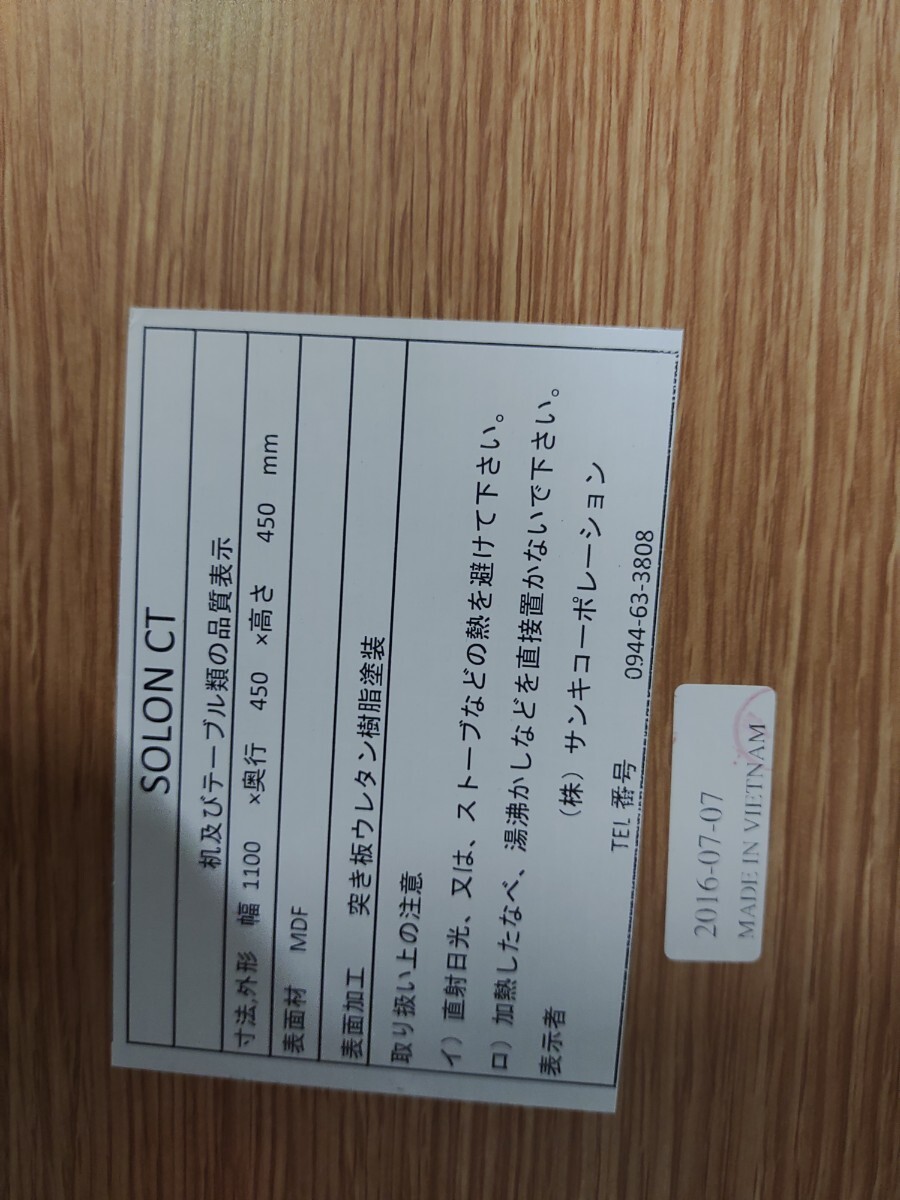 SOLON CT
机及びテーブル類の品質表示
寸法,外形 幅 1100 ×奥行 450 ×高さ 450 mm
表面材 MDF
表面加工 突き板ウレタン樹脂塗装
取り扱い上の注意
イ）直射日光、又は、ストーブなどの熱を避けて下さい。
ロ）加熱したなべ、湯沸かしなどを直接置かないで下さい。
表示者 （株）サンキコーポレーション
TEL 番号 0944-63-3808
2016-07-07
MADE IN VIETNAM